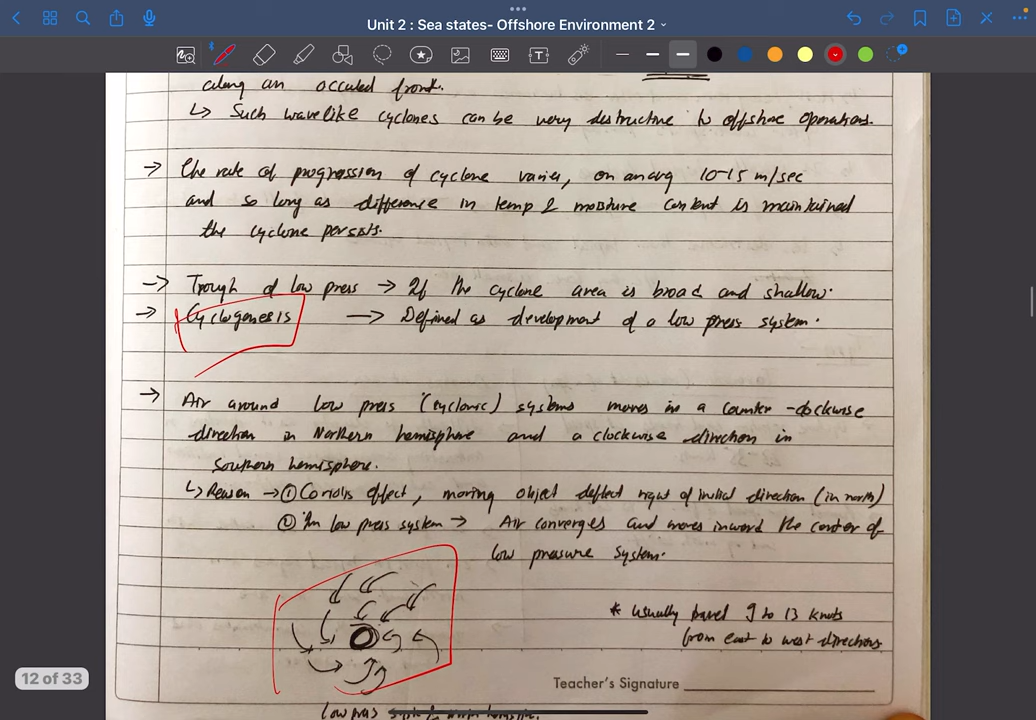 Unit 2 : Sea states- Offshore Environment 2
along an occuled front.
↳ Such wavelike cyclones can be very destructive to offshore operations.
→ The rate of progression of cyclone varies, on an avg 10-15 m/sec
and so long as difference in temp & moisture content is maintained
the cyclone persists.
→ Trough of low press → If the cyclone area is broad and shallow.
→ Cyclogenesis → Defined as development of a low press system.
→ Air around low press (cyclonic) systems moves in a counter-clockwise
direction in Northern hemisphere and a clockwise direction in
Southern hemisphere.
↳ Reason → ① Coriolis effect, moving object deflect right of initial direction (in north)
② In low press system → Air converges and moves inward the center of
low pressure system.
* Usually travel 9 to 13 knots
from east to west directions
12 of 33
Teacher's Signature
low press